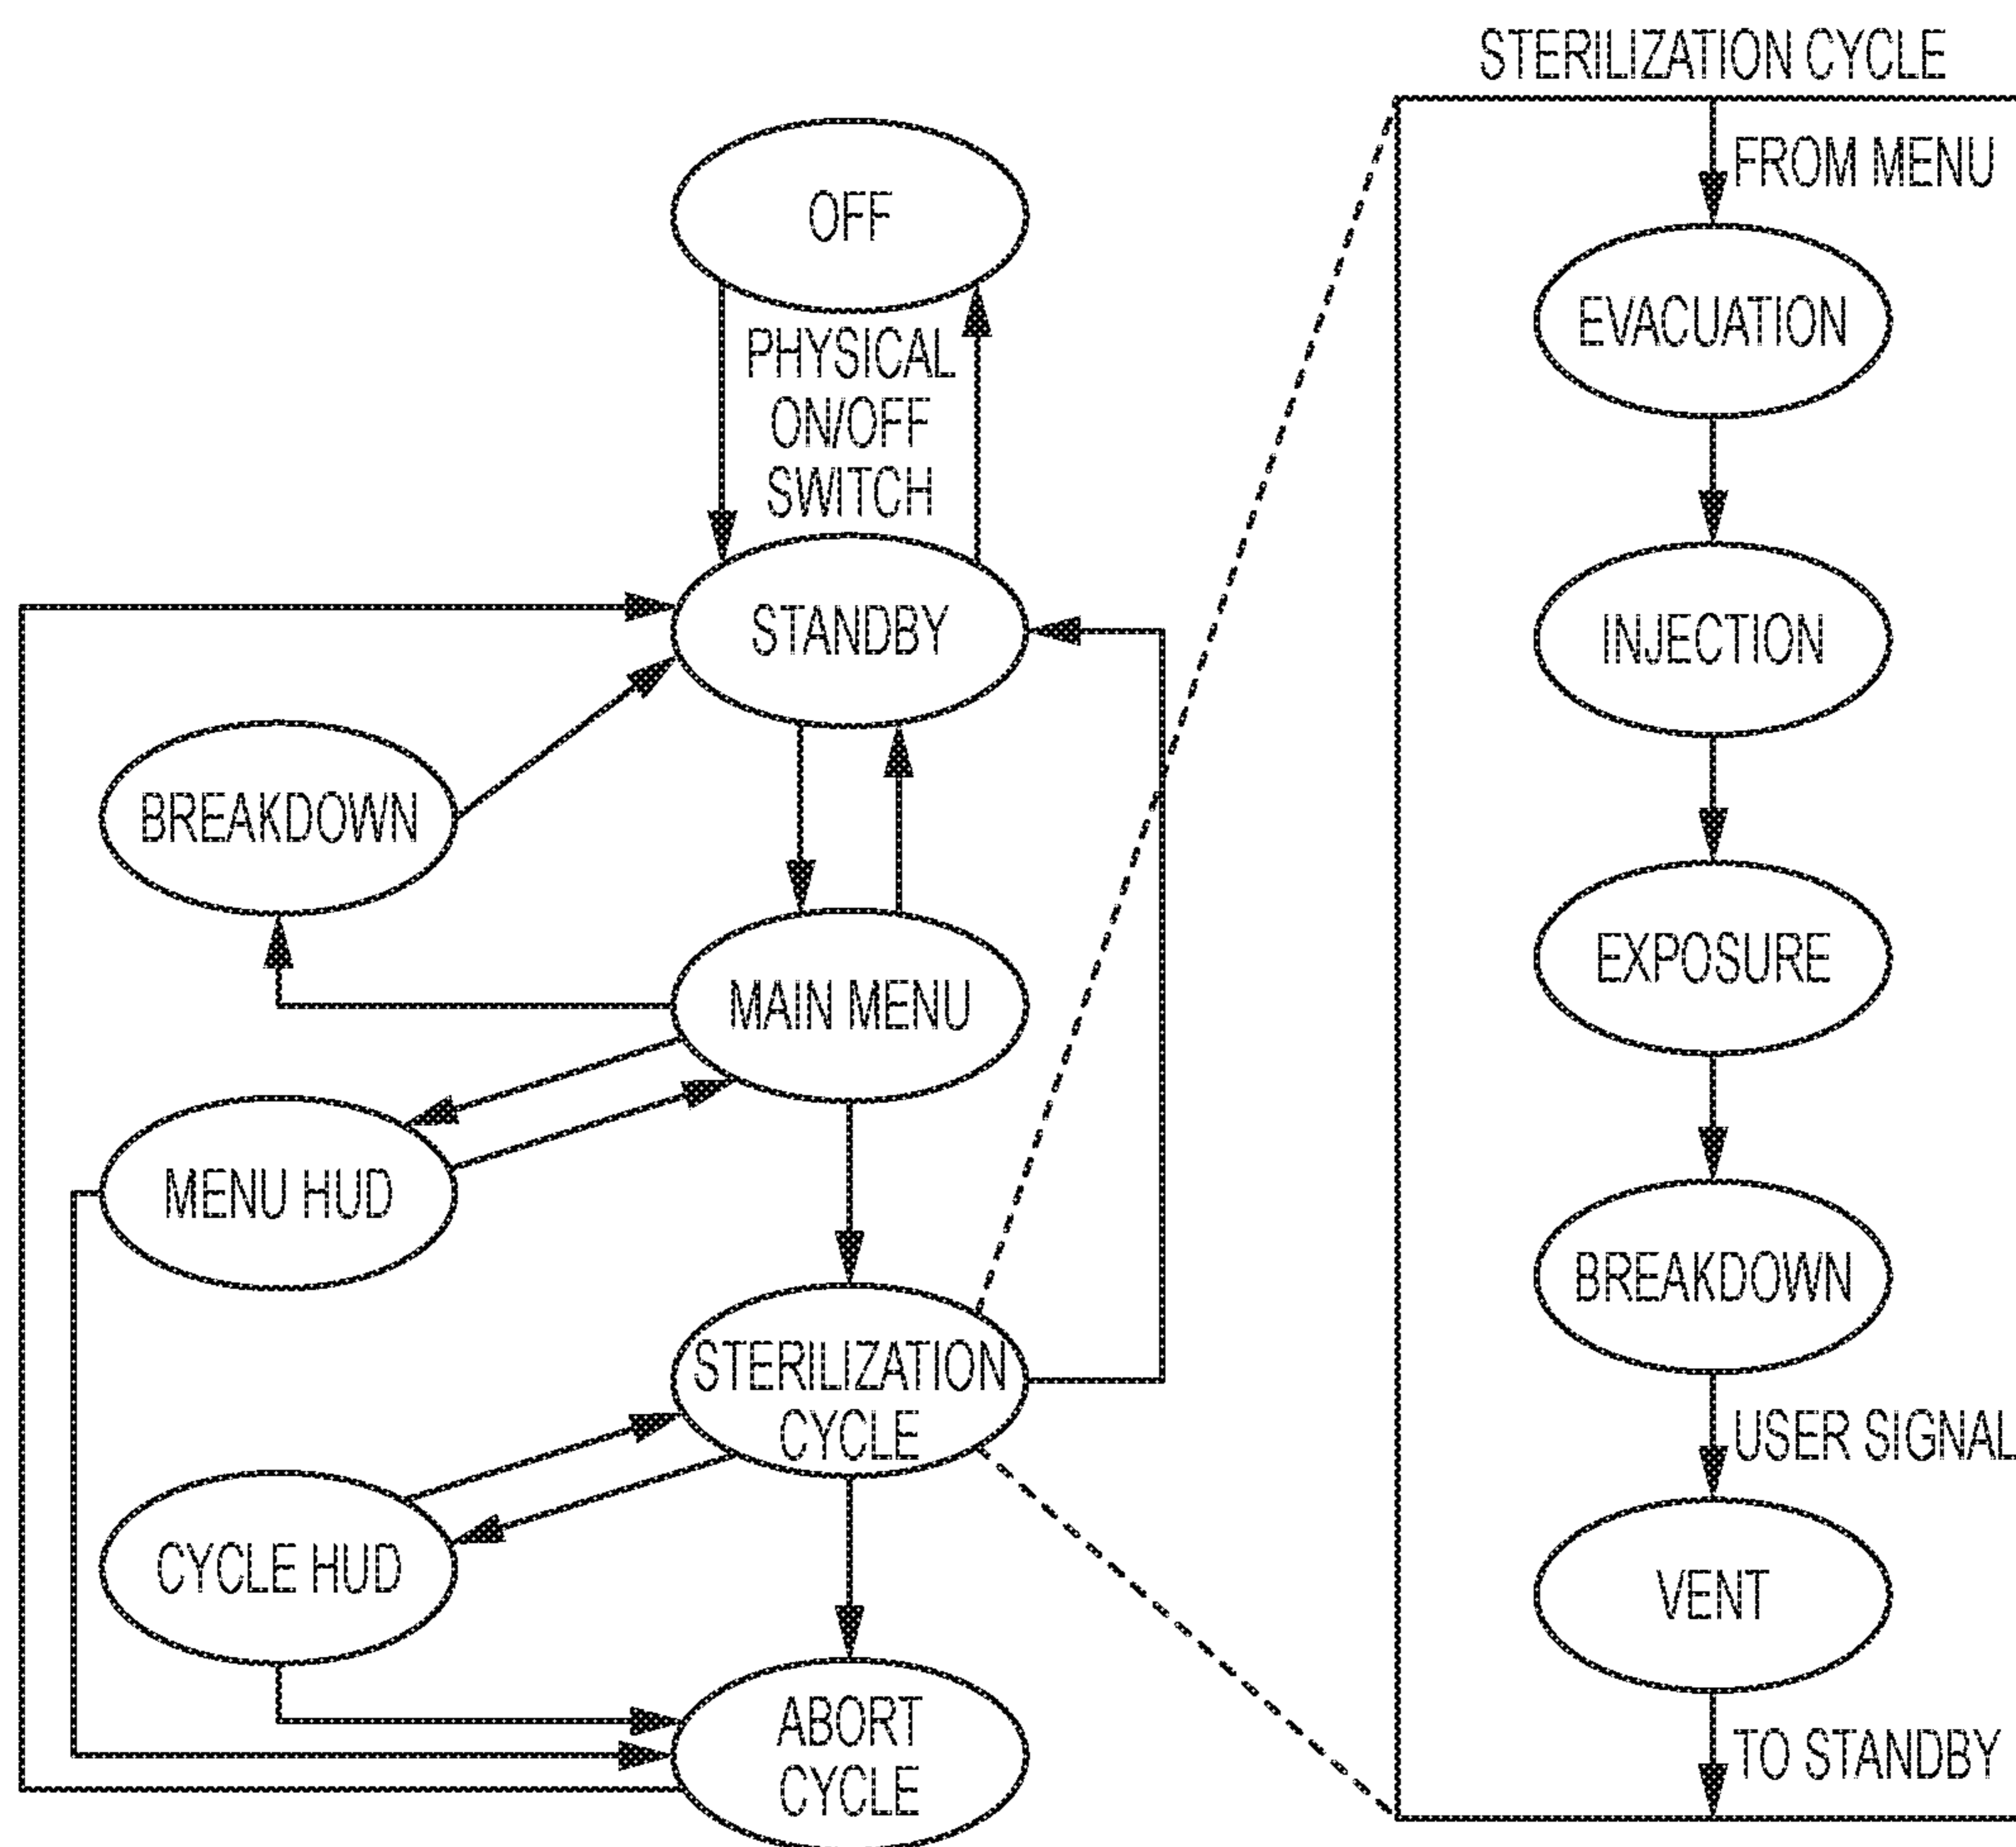 OFF
PHYSICAL
ON/OFF
SWITCH
STANDBY
BREAKDOWN
MAIN MENU
MENU HUD
STERILIZATION
CYCLE
CYCLE HUD
ABORT
CYCLE
STERILIZATION CYCLE
FROM MENU
EVACUATION
INJECTION
EXPOSURE
BREAKDOWN
USER SIGNAL
VENT
TO STANDBY